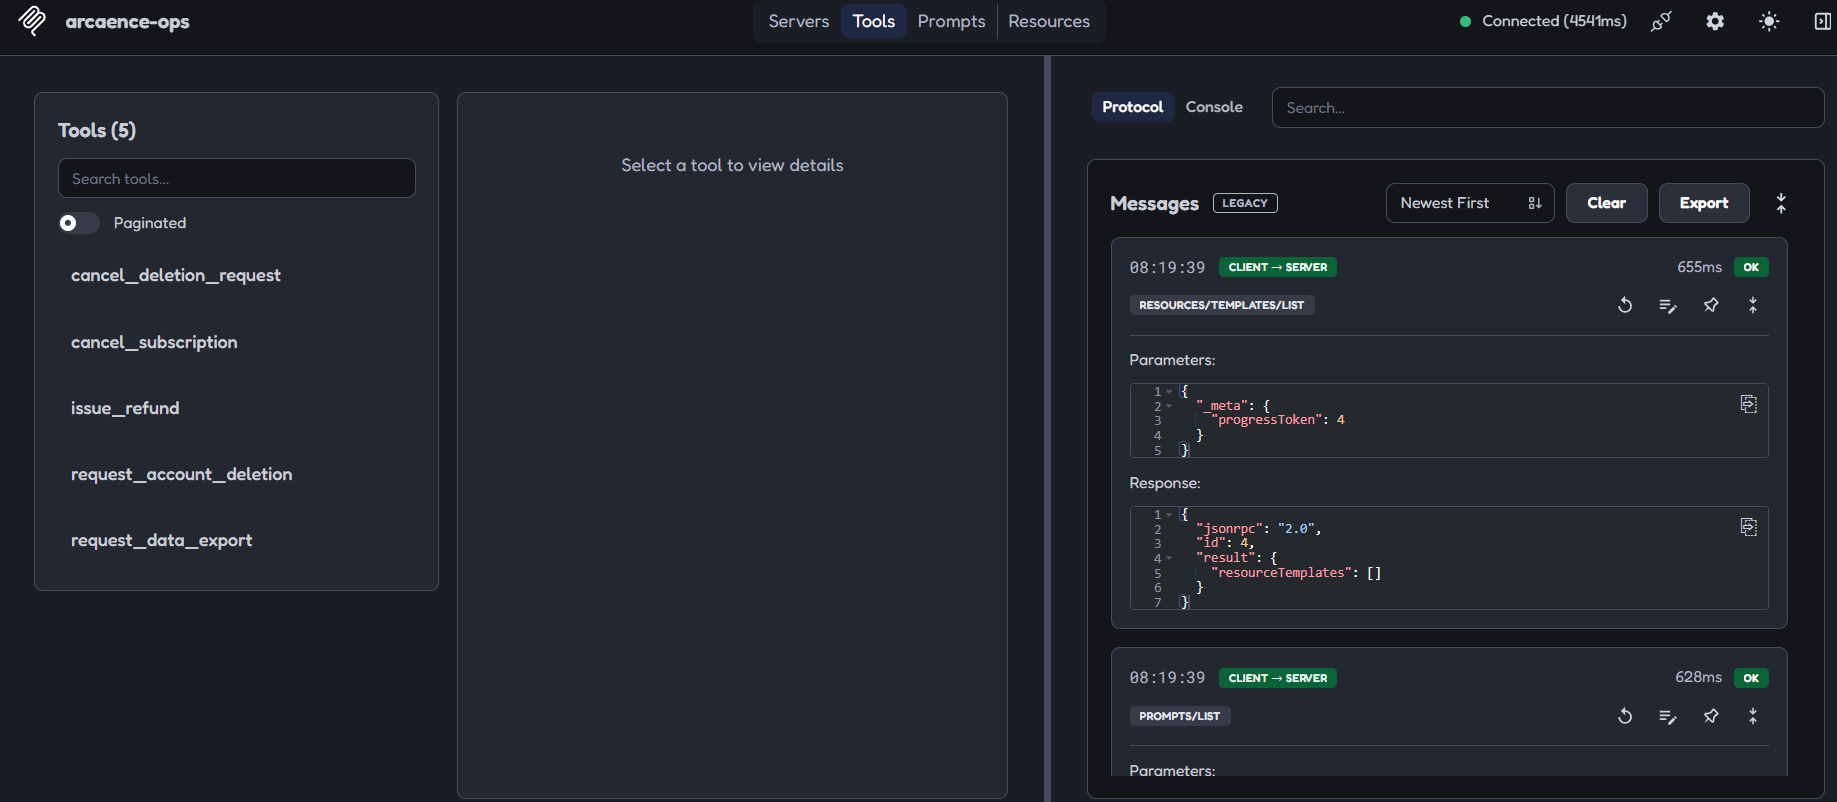 arcaence-ops
Servers
Tools
Prompts
Resources
Connected (4541ms)
Tools (5)
Search tools...
Paginated
cancel_deletion_request
cancel_subscription
issue_refund
request_account_deletion
request_data_export
Select a tool to view details
Protocol
Console
Search...
Messages
LEGACY
Newest First
Clear
Export
08:19:39
CLIENT → SERVER
655ms
OK
RESOURCES/TEMPLATES/LIST
Parameters:
1 {
2 "_meta": {
3 "progressToken": 4
4 }
5 }
Response:
1 {
2 "jsonrpc": "2.0",
3 "id": 4,
4 "result": {
5 "resourceTemplates": []
6 }
7 }
08:19:39
CLIENT → SERVER
628ms
OK
PROMPTS/LIST
Parameters: